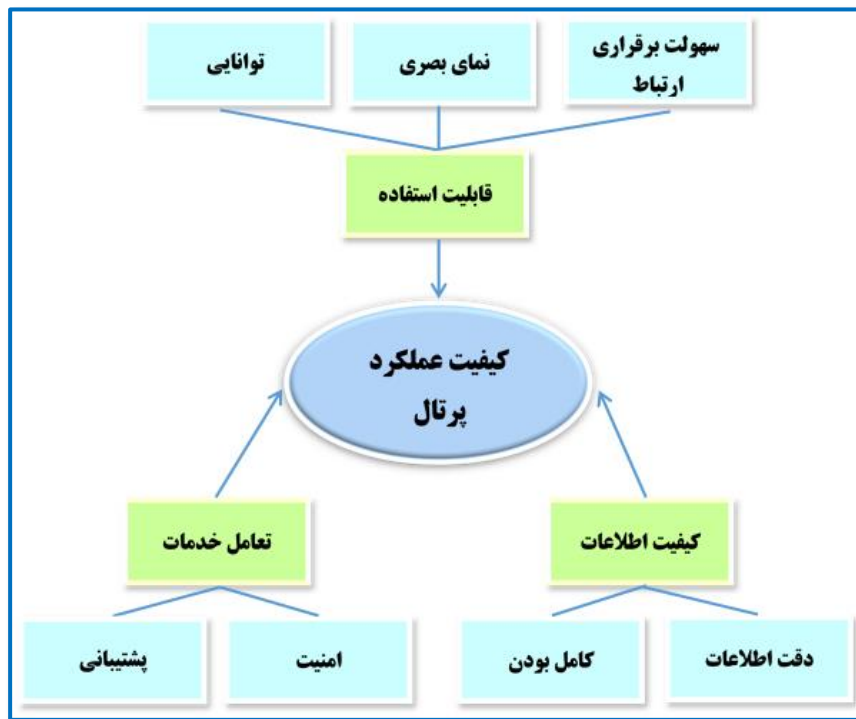 سهولت برقراری
ارتباط
نمای بصری
توانایی
قابلیت استفاده
کیفیت عملکرد
پرتال
کیفیت اطلاعات
تعامل خدمات
دقت اطلاعات
کامل بودن
امنیت
پشتیبانی